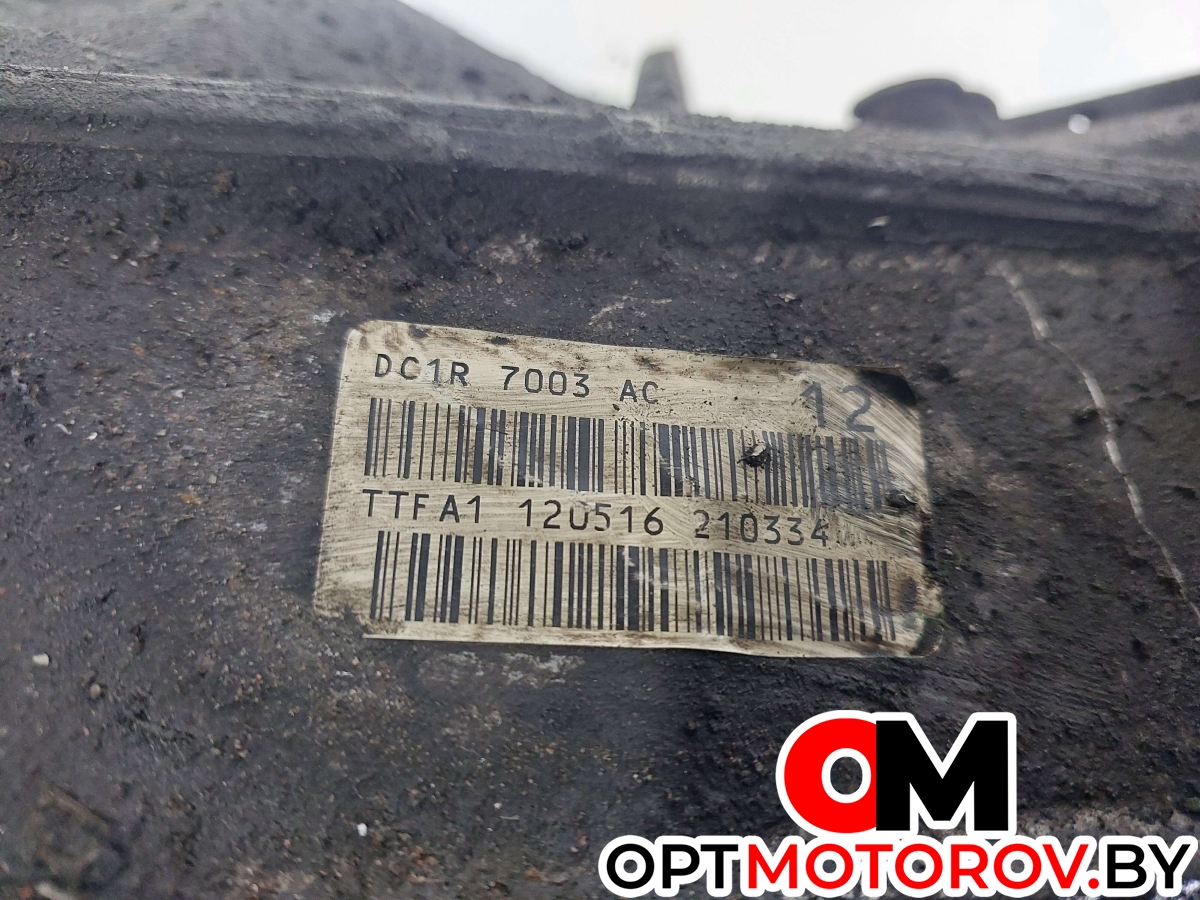 DC1R 7003 AC
12
TTFA1 120516 210334
OM
OPTMOTOROV.BY